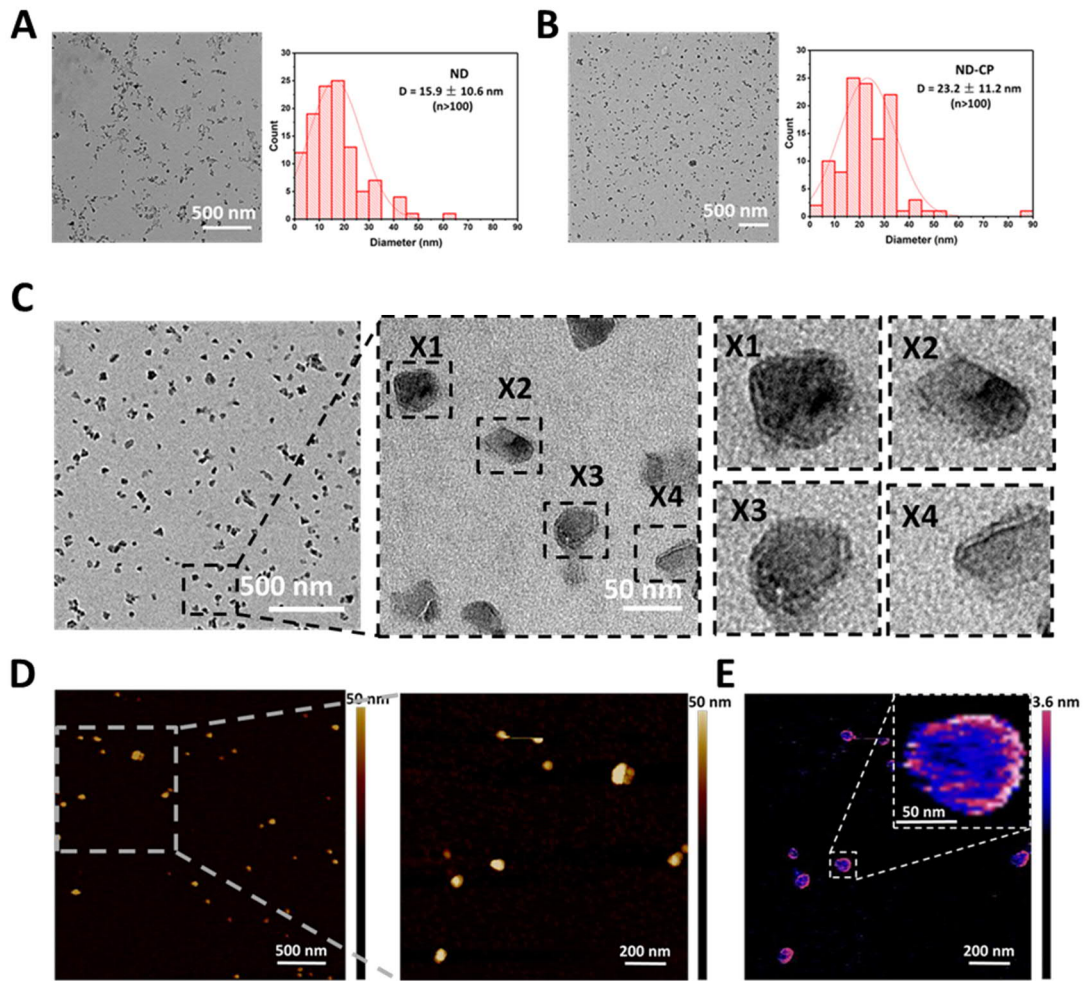 A
500 nm
30
25
20
15
10
5
0
Count
ND
D = 15.9 ± 10.6 nm
(n>100)
0 10 20 30 40 50 60 70 80 90
Diameter (nm)
B
500 nm
30
25
20
15
10
5
0
Count
ND-CP
D = 23.2 ± 11.2 nm
(n>100)
0 10 20 30 40 50 60 70 80 90
Diameter (nm)
C
500 nm
X1
X2
X3
X4
50 nm
X1
X2
X3
X4
D
50 nm
500 nm
50 nm
200 nm
E
3.6 nm
50 nm
200 nm